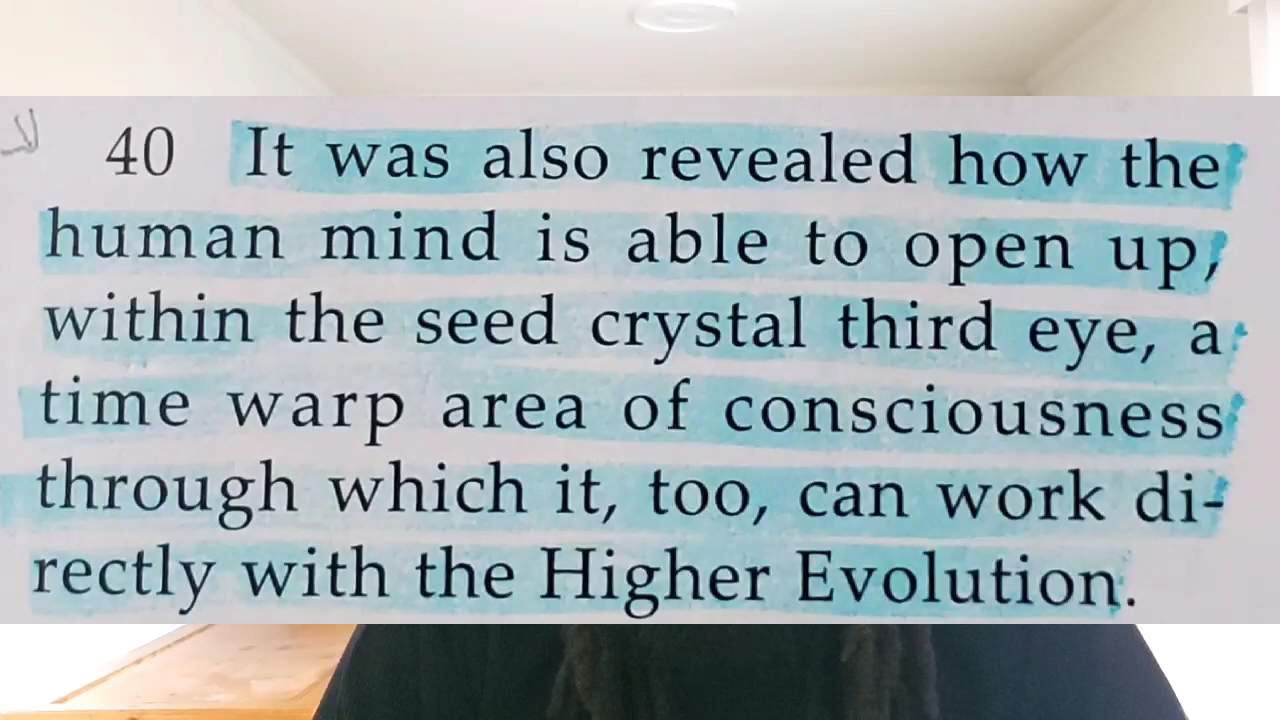 40 It was also revealed how the
human mind is able to open up,
within the seed crystal third eye, a
time warp area of consciousness
through which it, too, can work di-
rectly with the Higher Evolution.